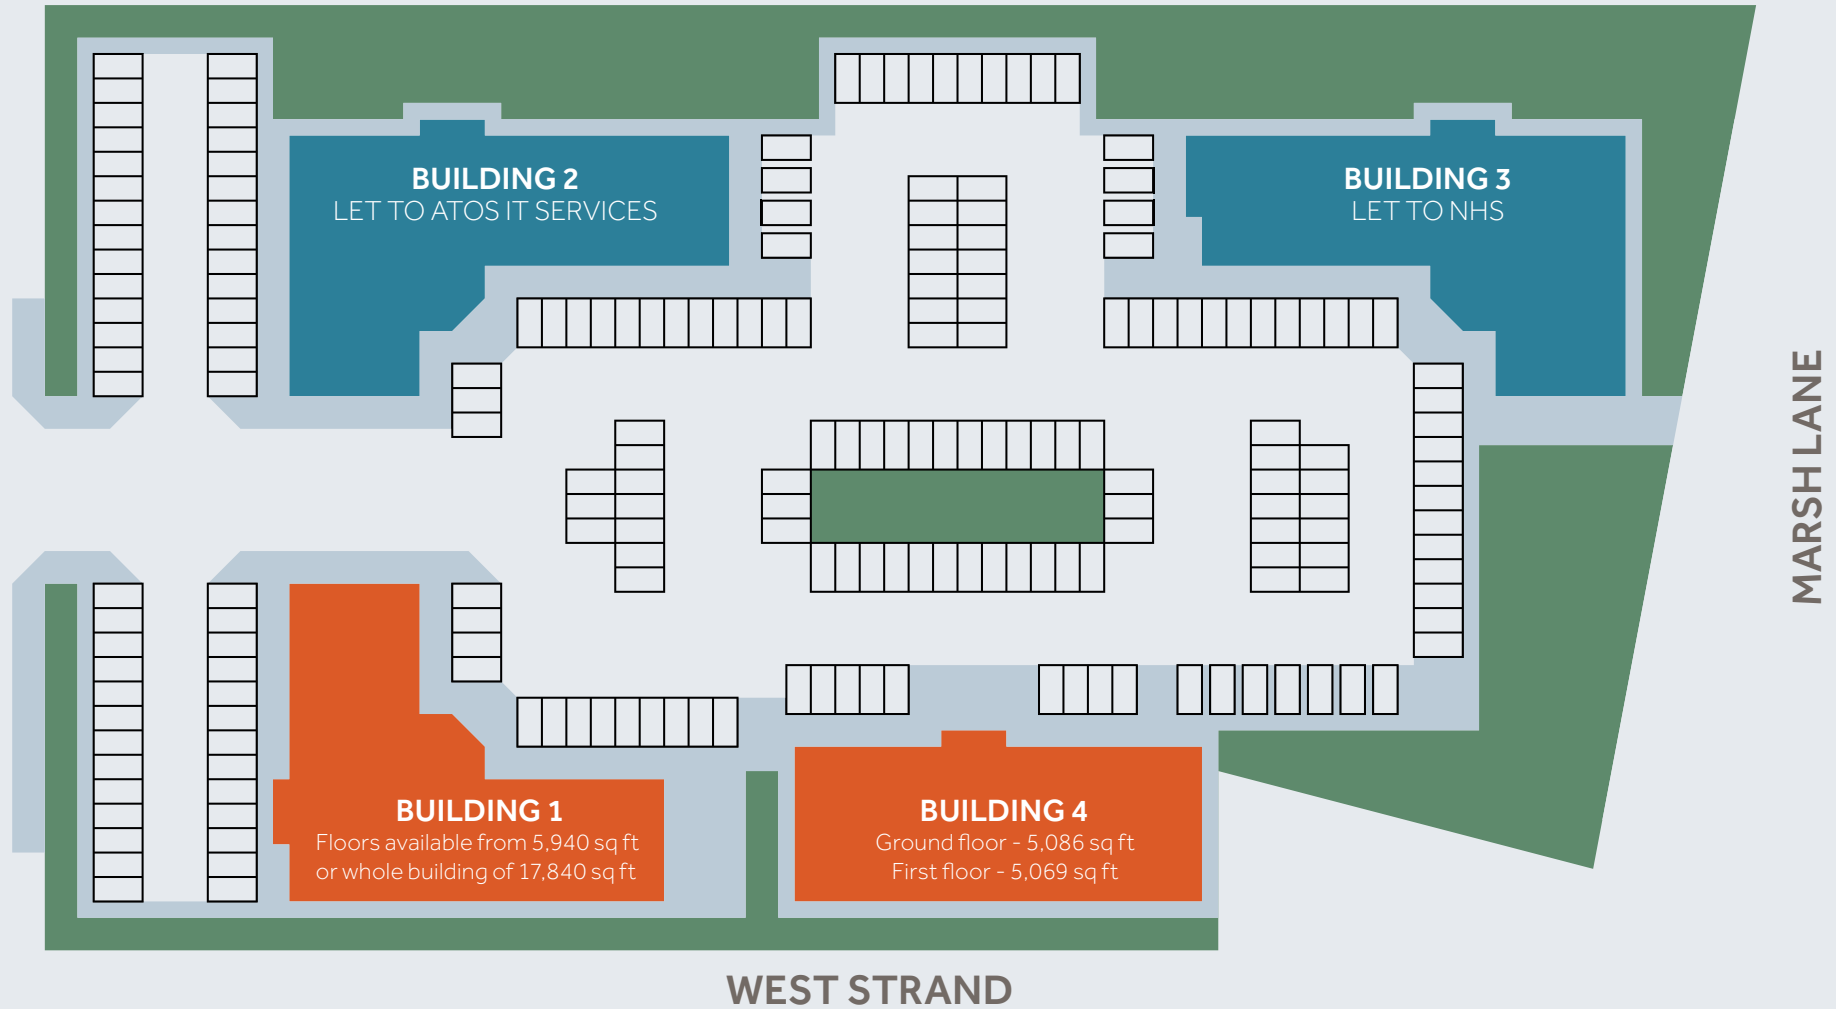 BUILDING 2
LET TO ATOS IT SERVICES
BUILDING 3
LET TO NHS
MARSH LANE
BUILDING 1
Floors available from 5,940 sq ft
or whole building of 17,840 sq ft
BUILDING 4
Ground floor - 5,086 sq ft
First floor - 5,069 sq ft
WEST STRAND